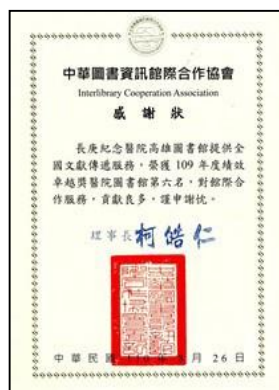 中華圖書資訊館際合作協會
Interlibrary Cooperation Association
感謝狀
長庚紀念醫院高雄圖書館提供全
國文獻傳遞服務，榮獲 109 年度績效
卓越獎醫院圖書館第六名，對館際合
作服務，貢獻良多，謹申謝忱。
理事長 柯皓仁
中華民國 110 年 月 26 日